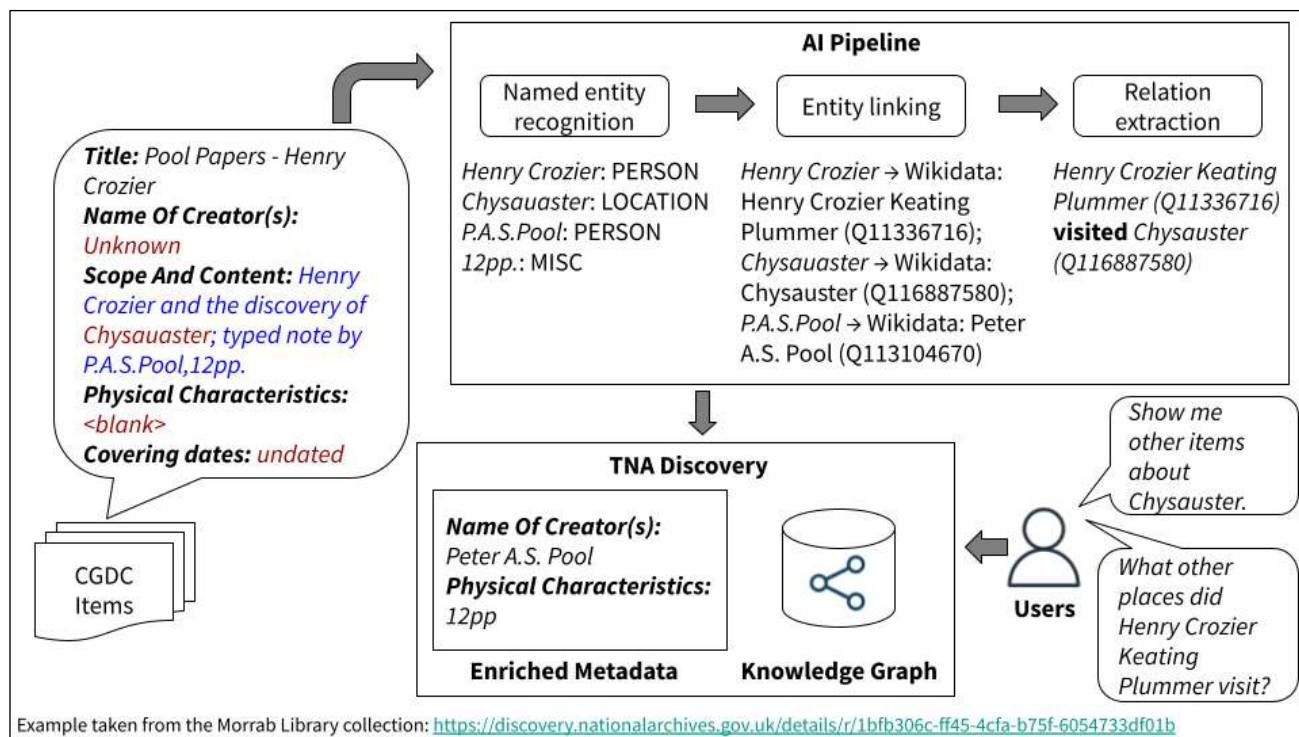 AI Pipeline
Named entity
recognition
Entity linking
Relation
extraction
Henry Crozier: PERSON
Chysauaster: LOCATION
P.A.S.Pool: PERSON
12pp.: MISC
Henry Crozier → Wikidata:
Henry Crozier Keating
Plummer (Q11336716);
Chysauaster → Wikidata:
Chysauster (Q116887580);
P.A.S.Pool → Wikidata: Peter
A.S. Pool (Q113104670)
Henry Crozier Keating
Plummer (Q11336716)
visited Chysauster
(Q116887580)
Title: Pool Papers - Henry
Crozier
Name Of Creator(s):
Unknown
Scope And Content: Henry
Crozier and the discovery of
Chysauaster; typed note by
P.A.S.Pool,12pp.
Physical Characteristics:
<blank>
Covering dates: undated
CGDC
Items
TNA Discovery
Name Of Creator(s):
Peter A.S. Pool
Physical Characteristics:
12pp
Enriched Metadata
Knowledge Graph
Users
Show me
other items
about
Chysauster.
What other
places did
Henry Crozier
Keating
Plummer visit?
Example taken from the Morrab Library collection: https://discovery.nationalarchives.gov.uk/details/r/1bfb306c-ff45-4cfa-b75f-6054733df01b